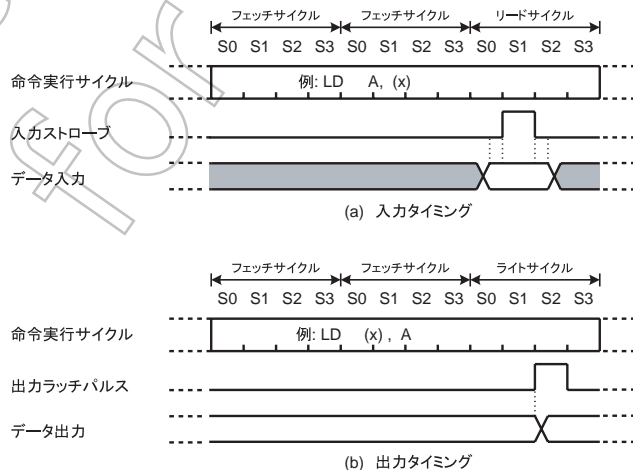 フェッチサイクル フェッチサイクル リードサイクル
S0 S1 S2 S3 S0 S1 S2 S3 S0 S1 S2 S3
命令実行サイクル 例: LD A, (x)
入力ストローブ
データ入力
(a) 入力タイミング
フェッチサイクル フェッチサイクル ライトサイクル
S0 S1 S2 S3 S0 S1 S2 S3 S0 S1 S2 S3
命令実行サイクル 例: LD (x) , A
出力ラッチパルス
データ出力
(b) 出力タイミング
for